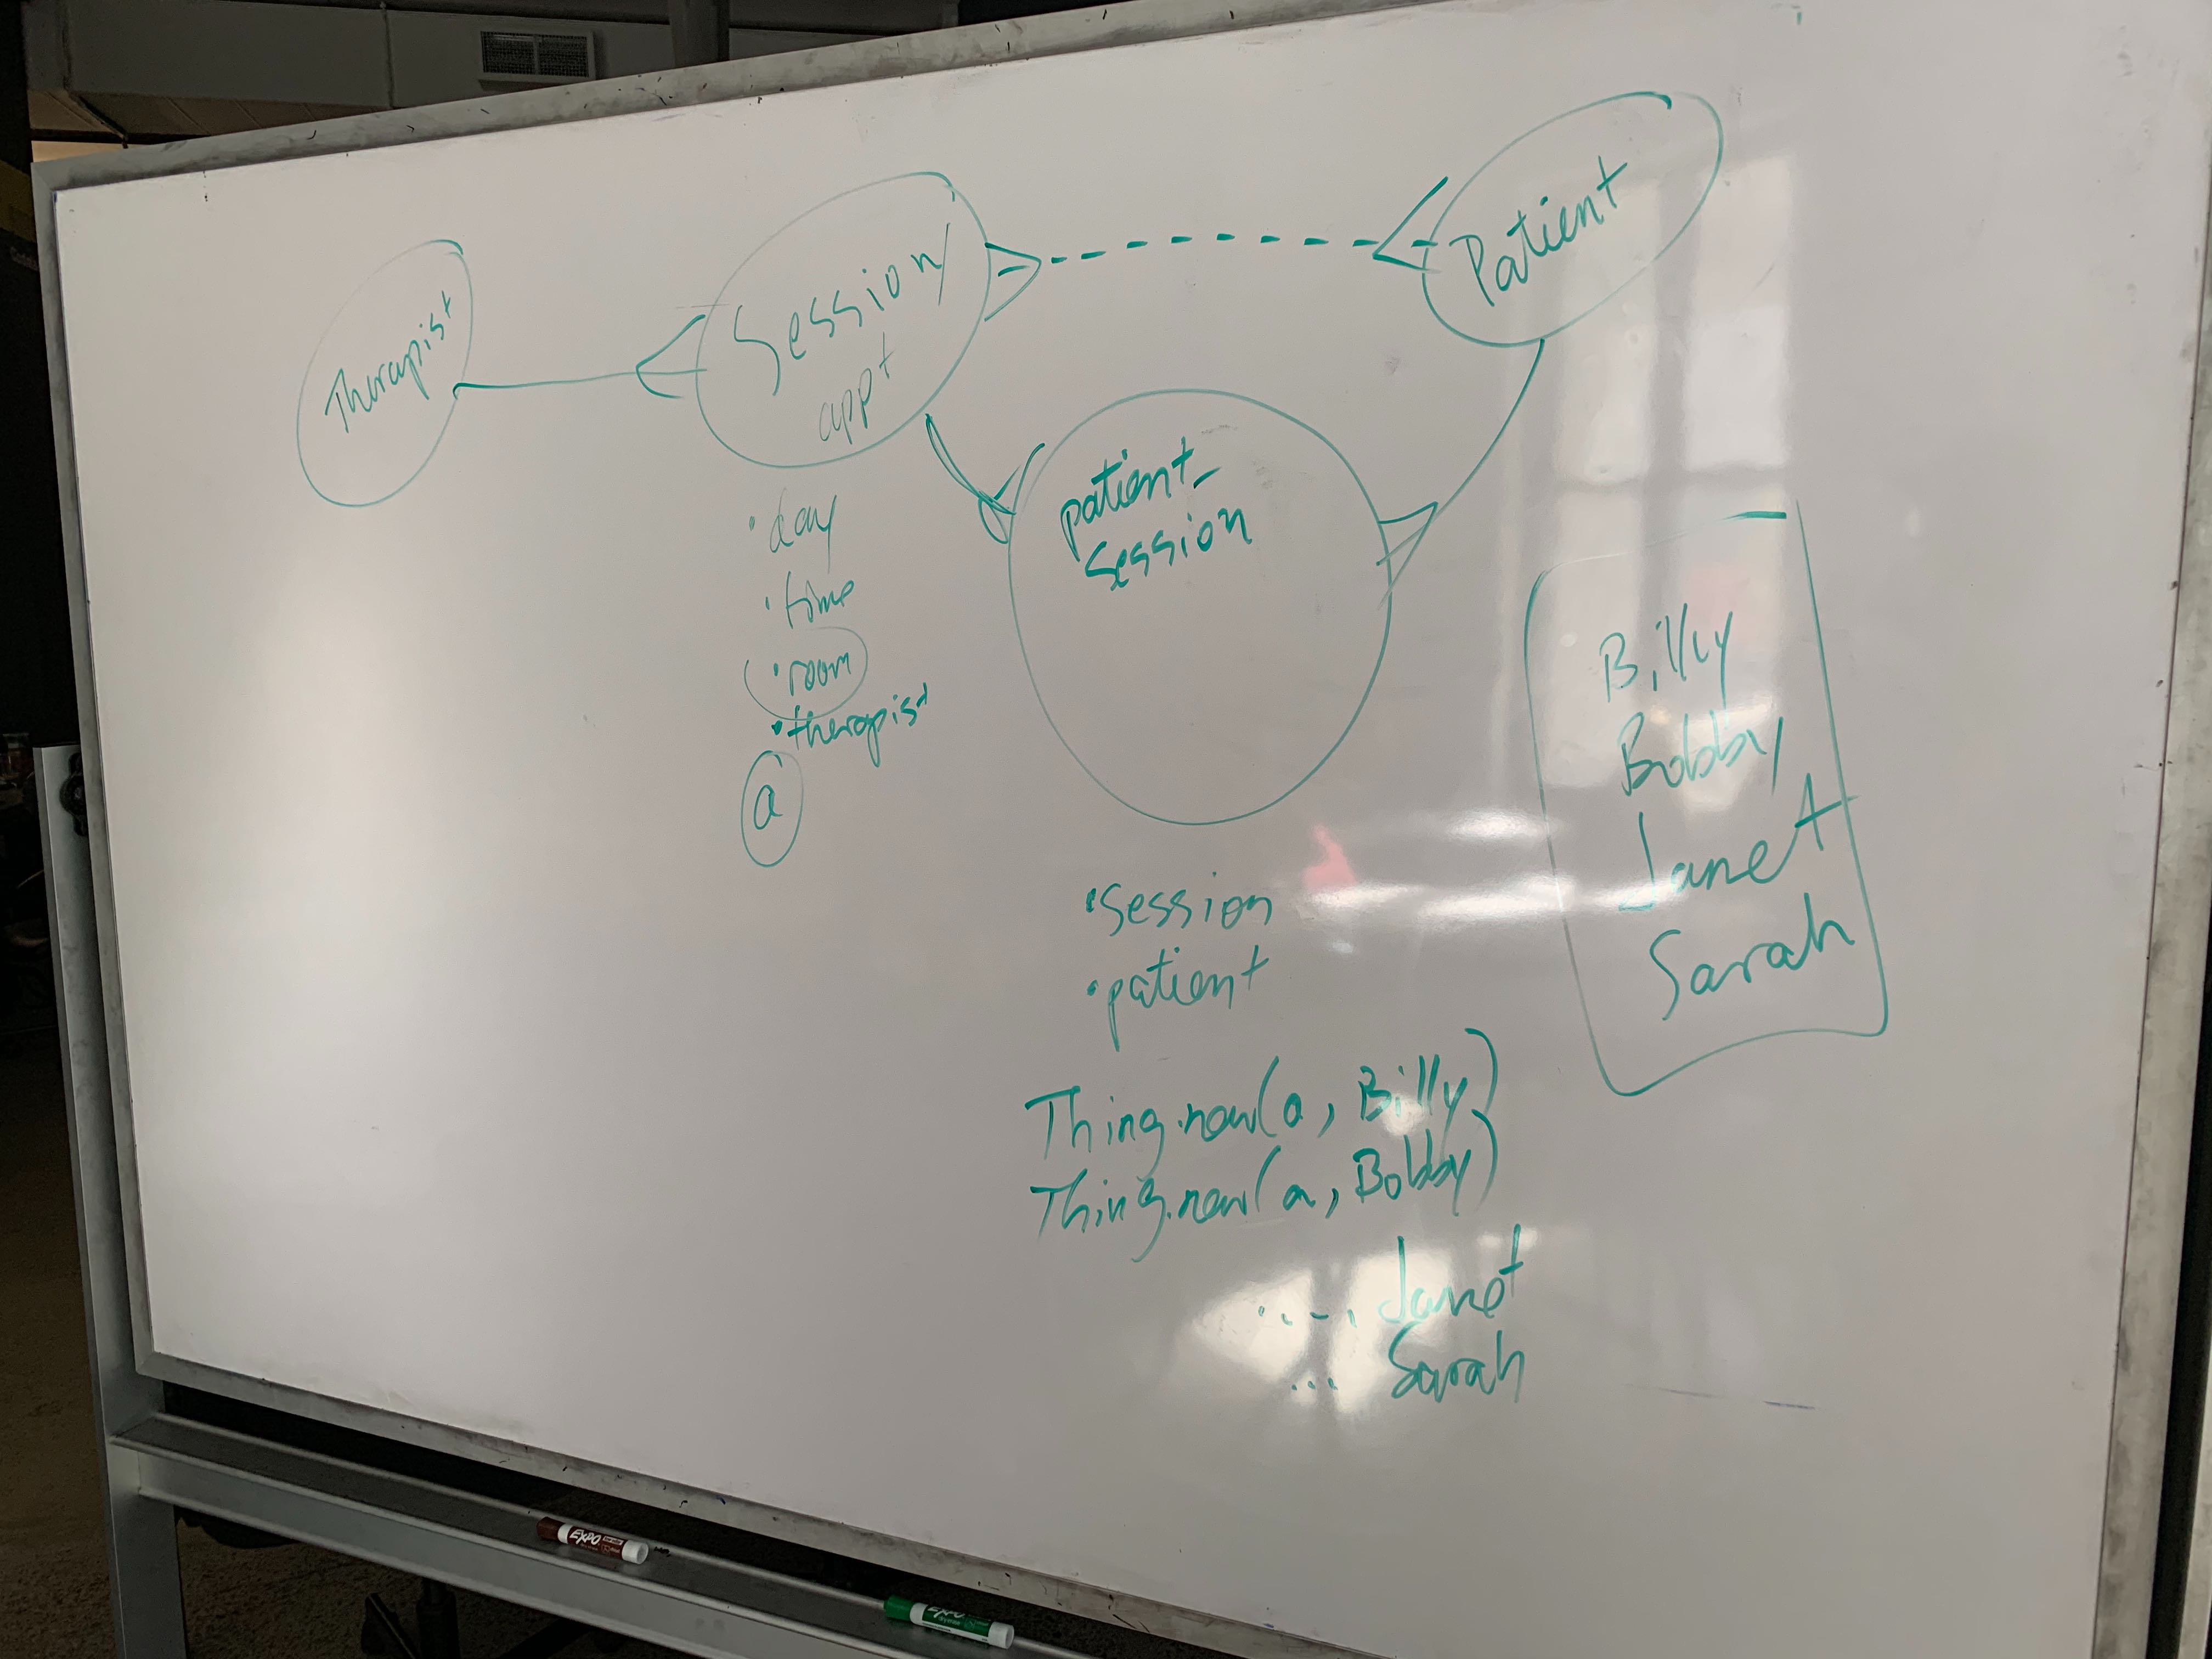 Therapist
Session
appt
Patient
patient_
session
• day
• time
• room
• therapist
a
Billy
Bobby
Janet
Sarah
• session
• patient
Thing.new(a, Billy)
Thing.new(a, Bobby)
.... Janet
... Sarah
EXPO
EXPO